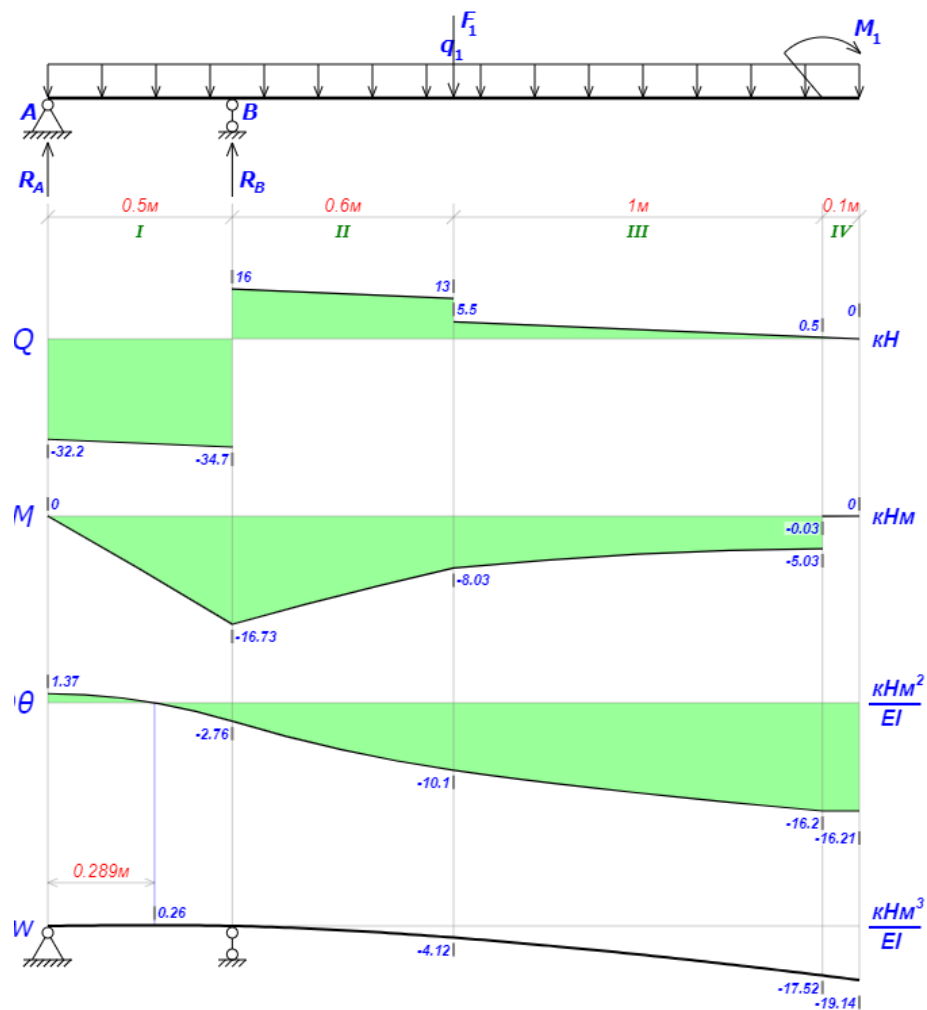 F₁
q₁
M₁
A
B
R_A
R_B
0.5м
0.6м
1м
0.1м
I
II
III
IV
16
13
5.5
0.5
0
Q
кН
-32.2
-34.7
0
0
M
кНм
-0.03
-5.03
-8.03
-16.73
1.37
θ
кНм²
EI
-2.76
-10.1
-16.2
-16.21
0.289м
0.26
W
кНм³
EI
-4.12
-17.52
-19.14